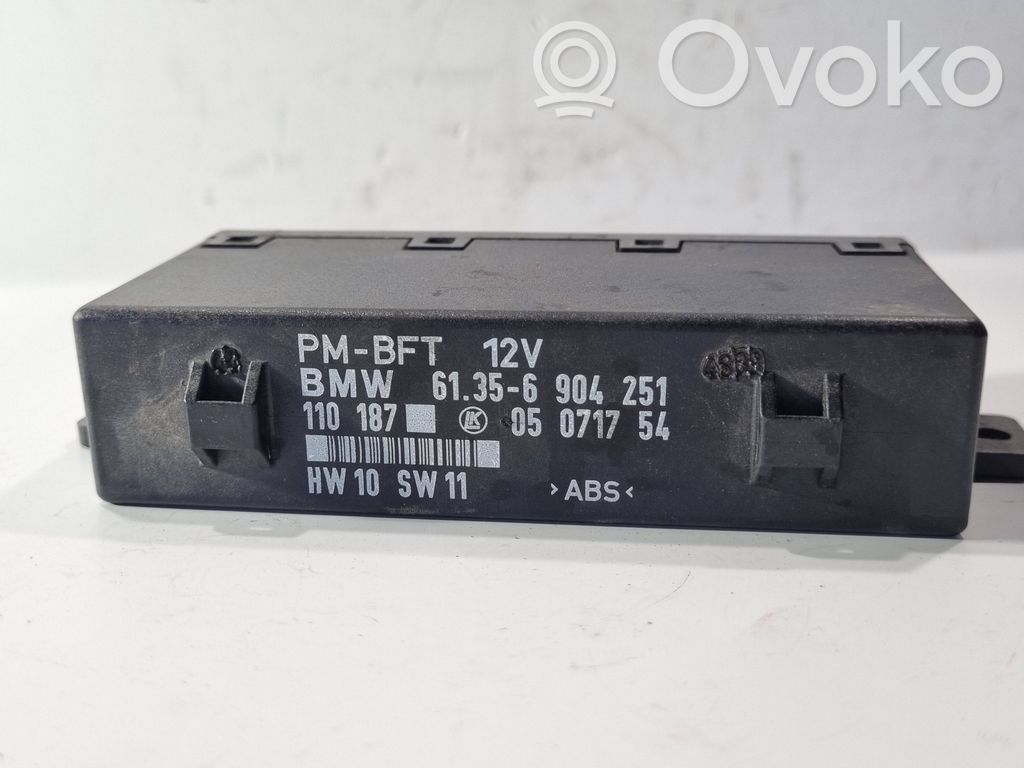 Ovoko
PM-BFT 12V
BMW 61.35-6 904 251
110 187 LK 05 0717 54
HW 10 SW 11 >ABS<